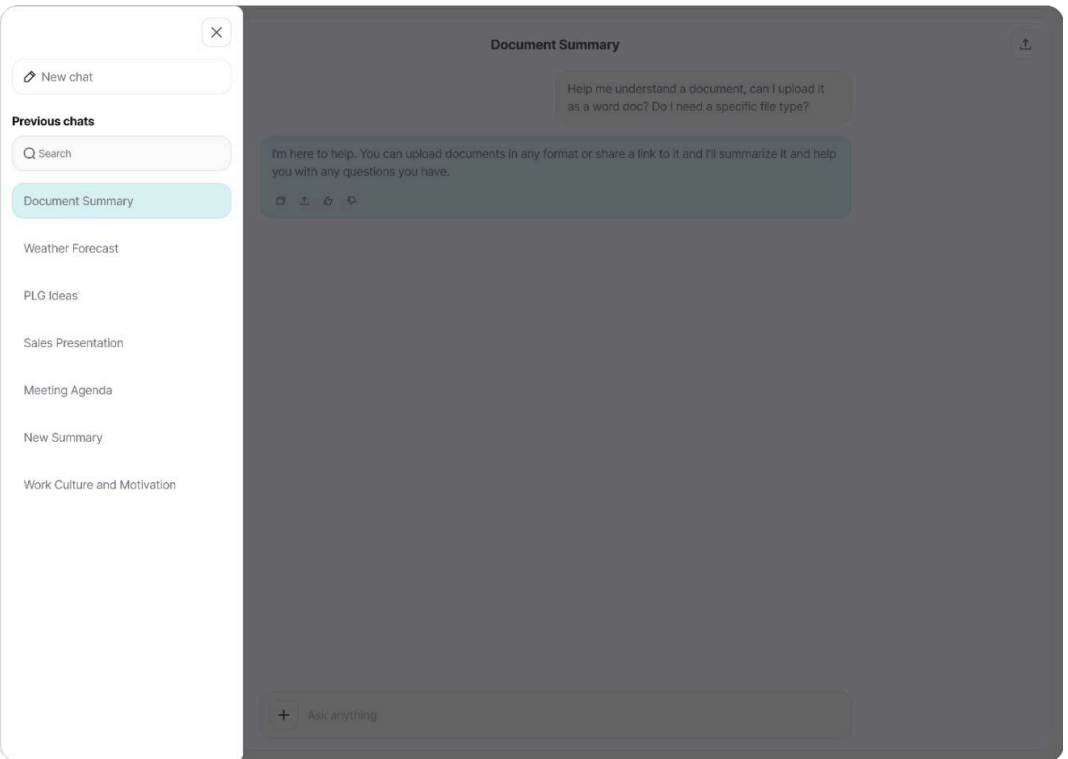 New chat
Previous chats
Search
Document Summary
Weather Forecast
PLG Ideas
Sales Presentation
Meeting Agenda
New Summary
Work Culture and Motivation
Document Summary
Help me understand a document, can I upload it
as a word doc? Do I need a specific file type?
I'm here to help. You can upload documents in any format or share a link to it and I'll summarize it and help
you with any questions you have.
Ask anything